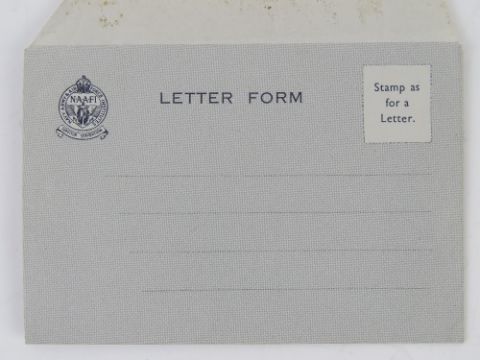 NAAFI
LETTER FORM
Stamp as
for a
Letter.